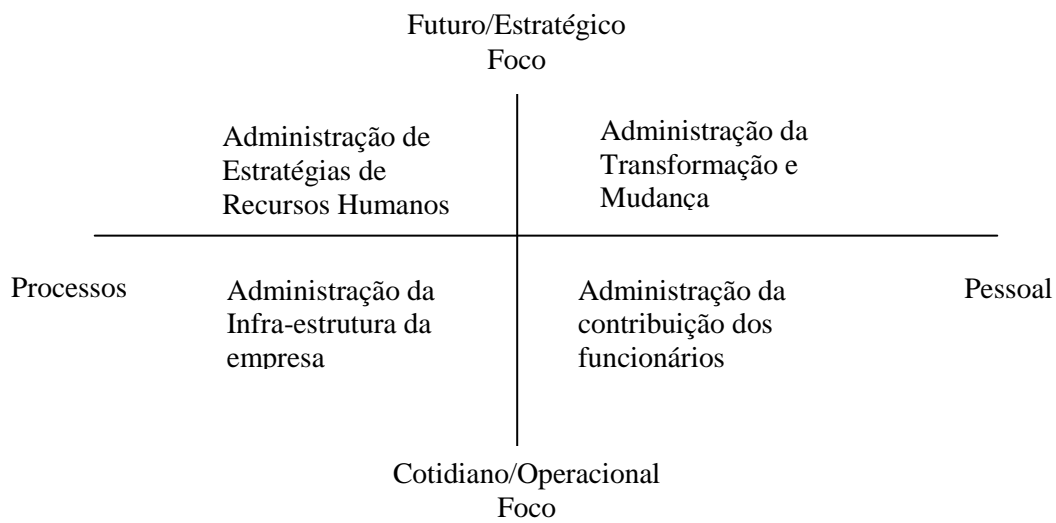 Futuro/Estratégico
Foco
Administração de
Estratégias de
Recursos Humanos
Administração da
Transformação e
Mudança
Processos
Administração da
Infra-estrutura da
empresa
Administração da
contribuição dos
funcionários
Pessoal
Cotidiano/Operacional
Foco